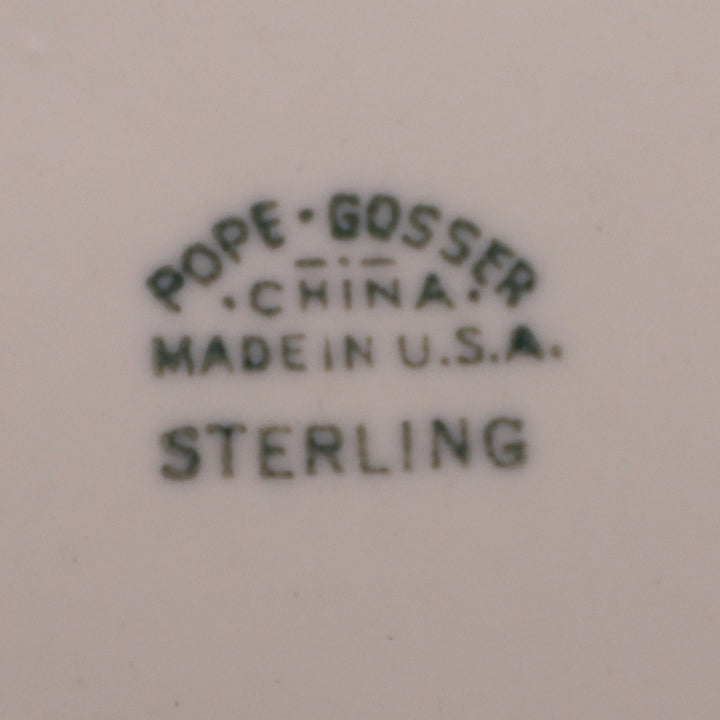 POPE·GOSSER
·CHINA·
MADE IN U.S.A.
STERLING